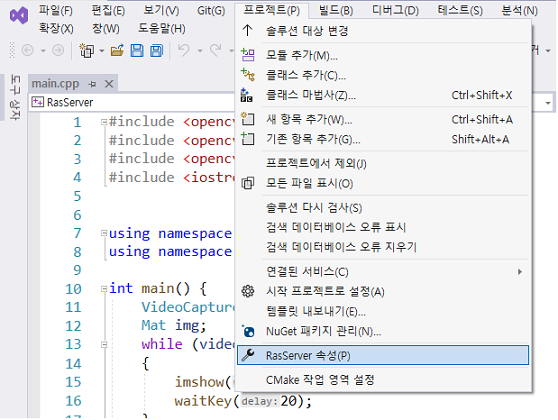 파일(F) 편집(E) 보기(V) Git(G) 프로젝트(P) 빌드(B) 디버그(D) 테스트(S) 분석(N)
확장(X) 창(W) 도움말(H)
솔루션 대상 변경
모듈 추가(M)...
클래스 추가(C)...
클래스 마법사(Z)... Ctrl+Shift+X
새 항목 추가(W)... Ctrl+Shift+A
기존 항목 추가(G)... Shift+Alt+A
프로젝트에서 제외(J)
모든 파일 표시(O)
솔루션 다시 검사(S)
검색 데이터베이스 오류 표시
검색 데이터베이스 오류 지우기
연결된 서비스(C)
시작 프로젝트로 설정(A)
템플릿 내보내기(E)...
NuGet 패키지 관리(N)...
RasServer 속성(P)
CMake 작업 영역 설정
도구 상자
main.cpp
RasServer
1 #include <opencv
2 #include <opencv
3 #include <opencv
4 #include <iostre
5
6
7 using namespace
8 using namespace
9
10 int main() {
11 VideoCapture
12 Mat img;
13 while (vide
14 {
15 imshow(
16 waitKey(delay:20);
17